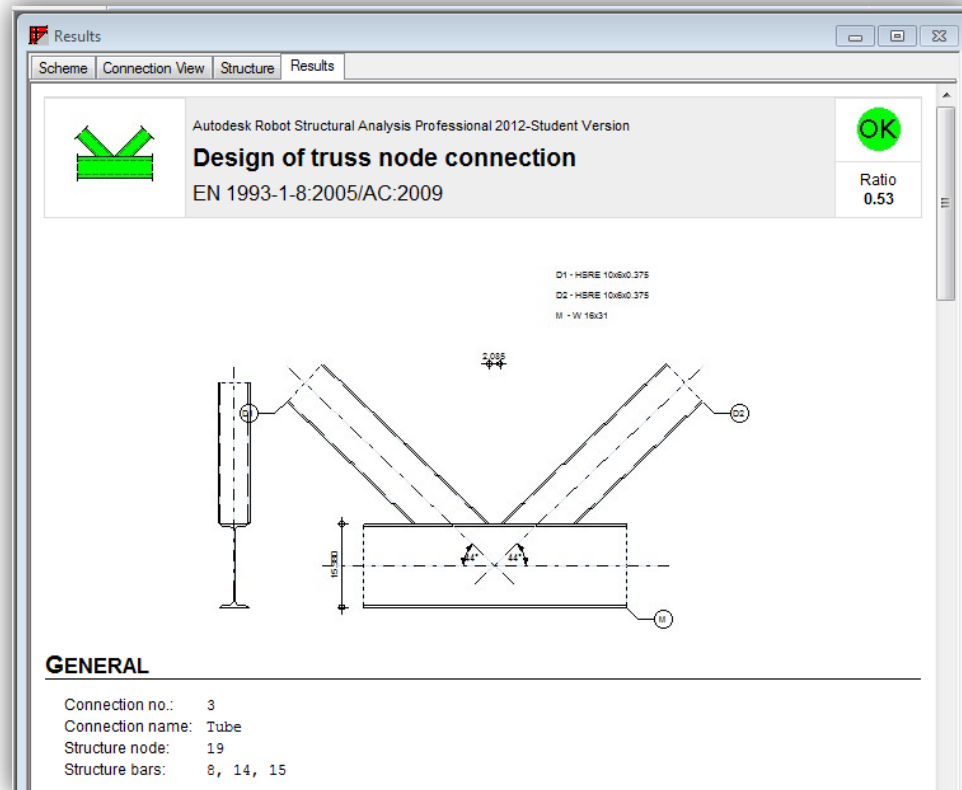 Results
Scheme Connection View Structure Results
Autodesk Robot Structural Analysis Professional 2012-Student Version
Design of truss node connection
EN 1993-1-8:2005/AC:2009
OK
Ratio
0.53
D1 - HSRE 10x6x0.375
D2 - HSRE 10x6x0.375
M - W 16x31
2,085
D1
D2
44°
44°
M
GENERAL
Connection no.: 3
Connection name: Tube
Structure node: 19
Structure bars: 8, 14, 15